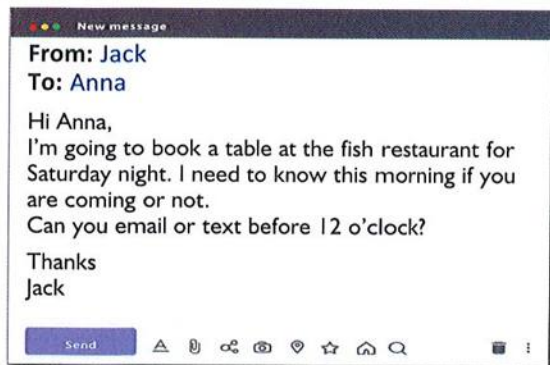 New message
From: Jack
To: Anna
Hi Anna,
I'm going to book a table at the fish restaurant for
Saturday night. I need to know this morning if you
are coming or not.
Can you email or text before 12 o'clock?
Thanks
Jack
Send